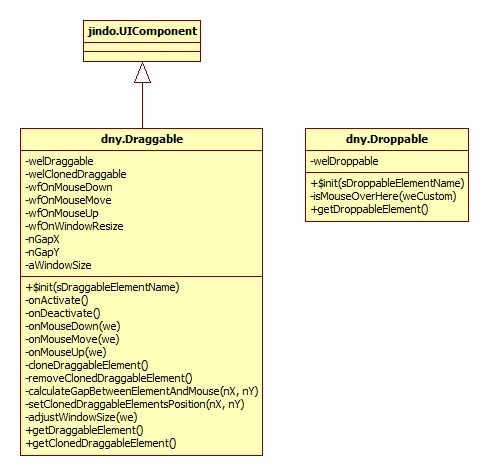 jindo.UIComponent
dny.Draggable
-welDraggable
-welClonedDraggable
-wfOnMouseDown
-wfOnMouseMove
-wfOnMouseUp
-wfOnWindowResize
-nGapX
-nGapY
-aWindowSize
+$init(sDraggableElementName)
-onActivate()
-onDeactivate()
-onMouseDown(we)
-onMouseMove(we)
-onMouseUp(we)
-cloneDraggableElement()
-removeClonedDraggableElement()
-calculateGapBetweenElementAndMouse(nX, nY)
-setClonedDraggableElementsPosition(nX, nY)
-adjustWindowSize(we)
+getDraggableElement()
+getClonedDraggableElement()
dny.Droppable
-welDroppable
+$init(sDroppableElementName)
-isMouseOverHere(weCustom)
+getDroppableElement()